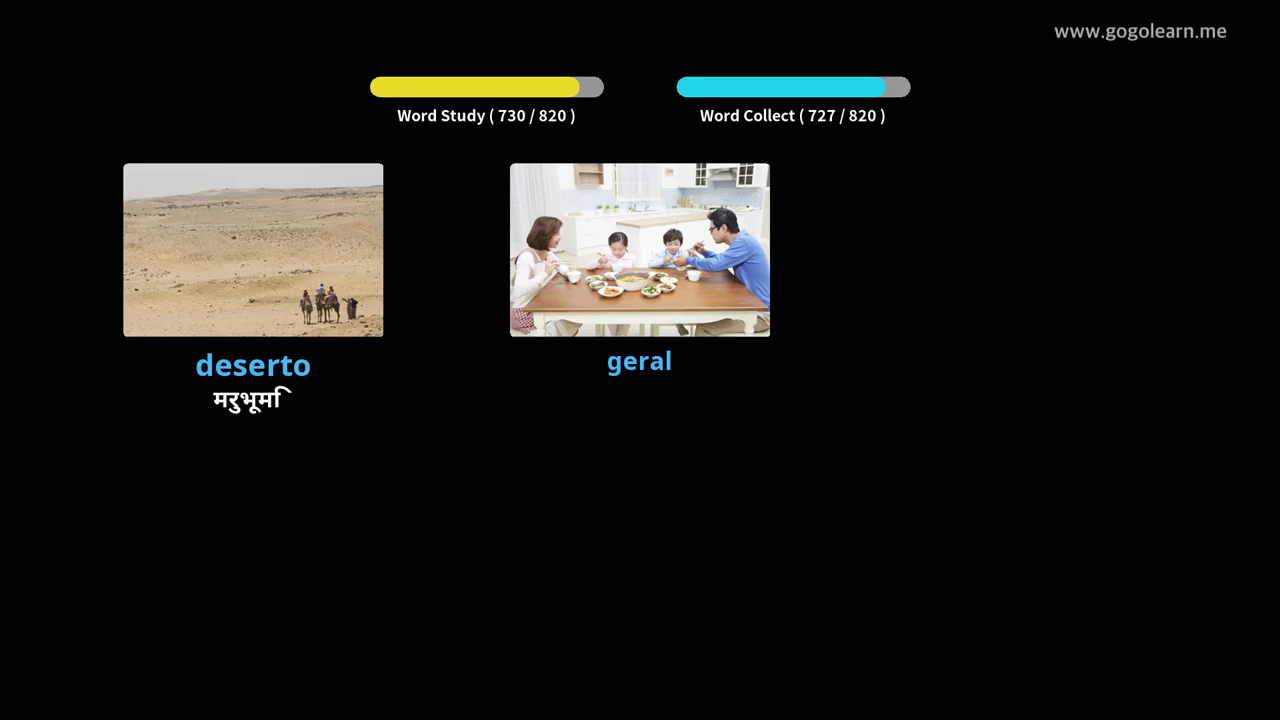 www.gogolearn.me
Word Study ( 730 / 820 )
Word Collect ( 727 / 820 )
deserto
मरुभूमि
geral